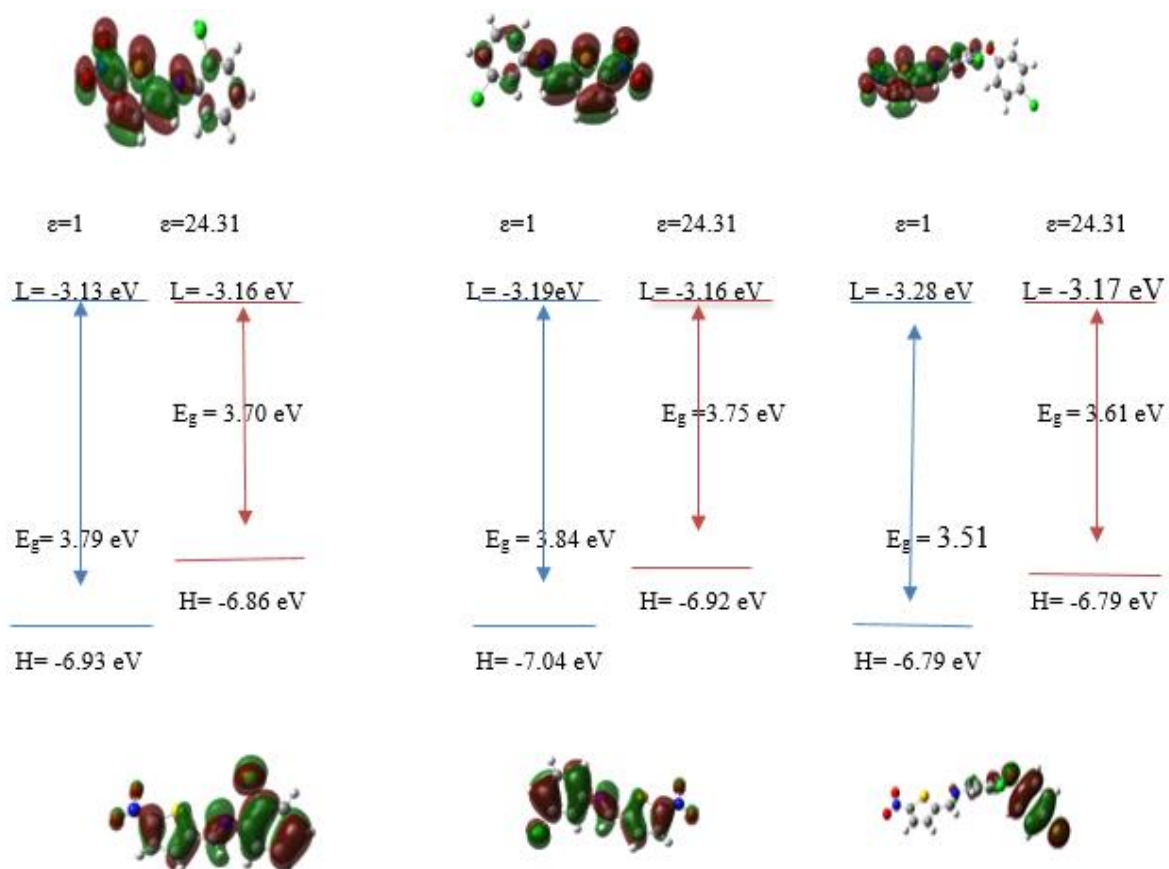 ε=1 ε=24.31 ε=1 ε=24.31 ε=1 ε=24.31
L= -3.13 eV L= -3.16 eV L= -3.19eV L= -3.16 eV L= -3.28 eV L= -3.17 eV
Eg = 3.70 eV Eg =3.75 eV Eg = 3.61 eV
Eg= 3.79 eV Eg = 3.84 eV Eg = 3.51
H= -6.86 eV H= -6.92 eV H= -6.79 eV
H= -6.93 eV H= -7.04 eV H= -6.79 eV